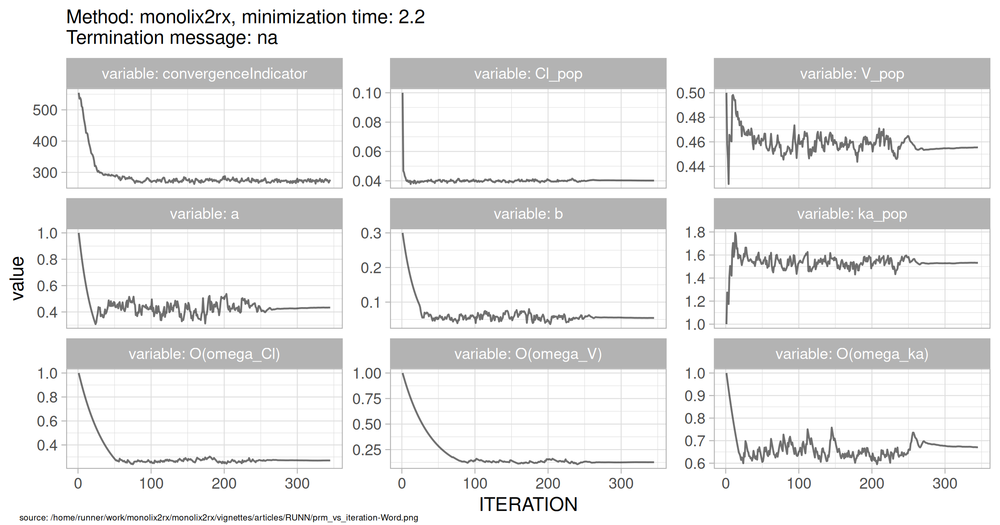 Method: monolix2rx, minimization time: 2.2
Termination message: na
variable: convergenceIndicator
variable: Cl_pop
variable: V_pop
500
400
300
0.10
0.08
0.06
0.04
0.50
0.48
0.46
0.44
variable: a
variable: b
variable: ka_pop
1.0
0.8
0.6
0.4
0.3
0.2
0.1
1.8
1.6
1.4
1.2
1.0
value
variable: O(omega_Cl)
variable: O(omega_V)
variable: O(omega_ka)
1.0
0.8
0.6
0.4
1.00
0.75
0.50
0.25
1.0
0.9
0.8
0.7
0.6
0 100 200 300
0 100 200 300
0 100 200 300
ITERATION
source: /home/runner/work/monolix2rx/monolix2rx/vignettes/articles/RUNN/prm_vs_iteration-Word.png